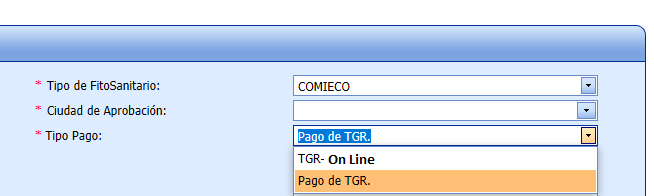 * Tipo de FitoSanitario: COMIECO
* Ciudad de Aprobación:
* Tipo Pago: Pago de TGR.
TGR- On Line
Pago de TGR.